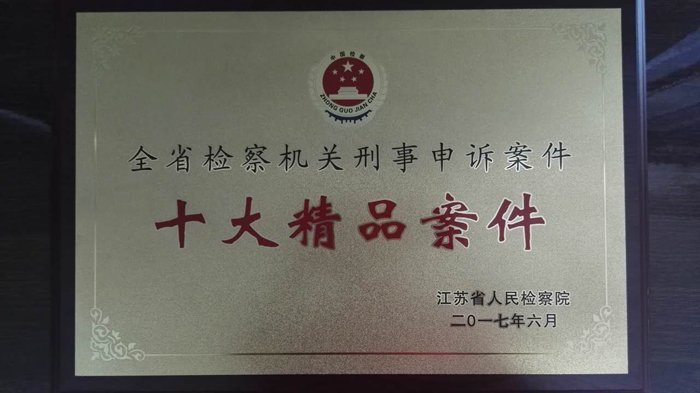 中国检察
ZHONG GUO JIAN CHA
全省检察机关刑事申诉案件
十大精品案件
江苏省人民检察院
二0一七年六月